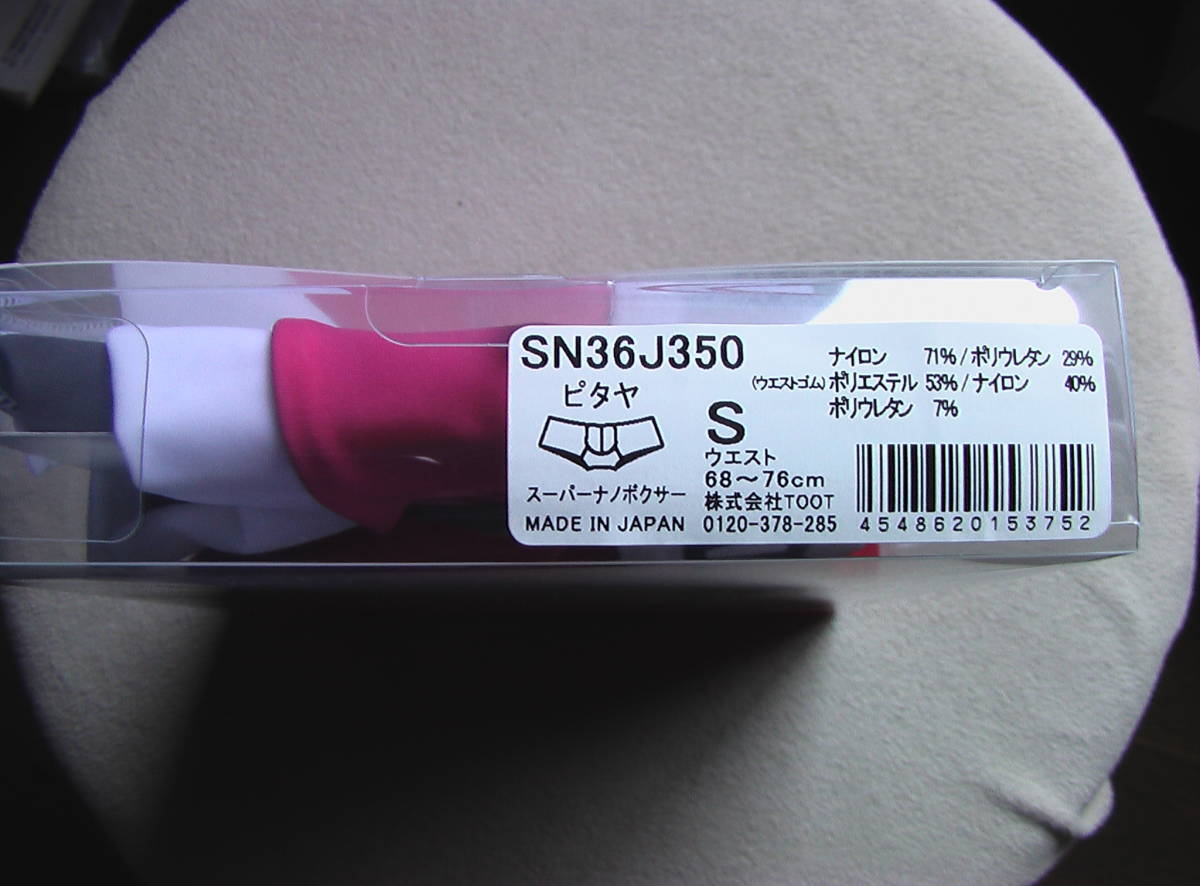 SN36J350
ピタヤ
スーパーナノボクサー
MADE IN JAPAN
ナイロン 71% / ポリウレタン 29%
(ウエストゴム) ポリエステル 53% / ナイロン 40%
ポリウレタン 7%
S
ウエスト
68～76cm
株式会社TOOT
0120-378-285
4548620153752